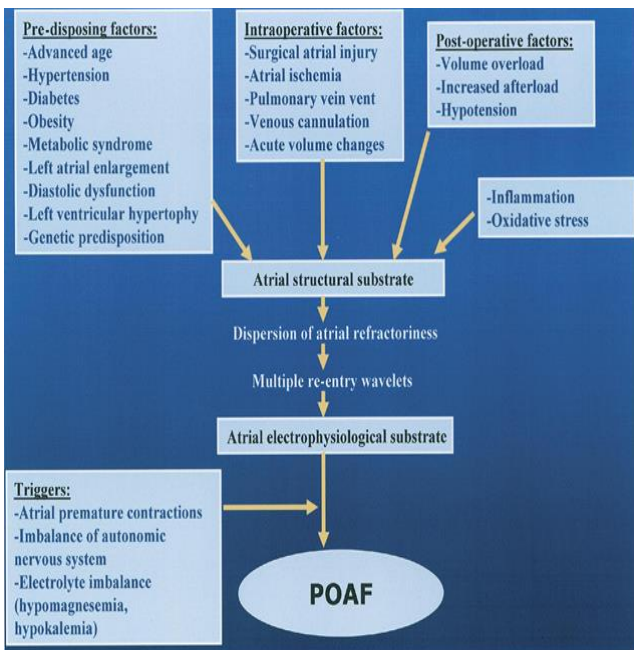 Pre-disposing factors:
-Advanced age
-Hypertension
-Diabetes
-Obesity
-Metabolic syndrome
-Left atrial enlargement
-Diastolic dysfunction
-Left ventricular hypertophy
-Genetic predisposition
Intraoperative factors:
-Surgical atrial injury
-Atrial ischemia
-Pulmonary vein vent
-Venous cannulation
-Acute volume changes
Post-operative factors:
-Volume overload
-Increased afterload
-Hypotension
-Inflammation
-Oxidative stress
Atrial structural substrate
Dispersion of atrial refractoriness
Multiple re-entry wavelets
Atrial electrophysiological substrate
Triggers:
-Atrial premature contractions
-Imbalance of autonomic
nervous system
-Electrolyte imbalance
(hypomagnesemia,
hypokalemia)
POAF